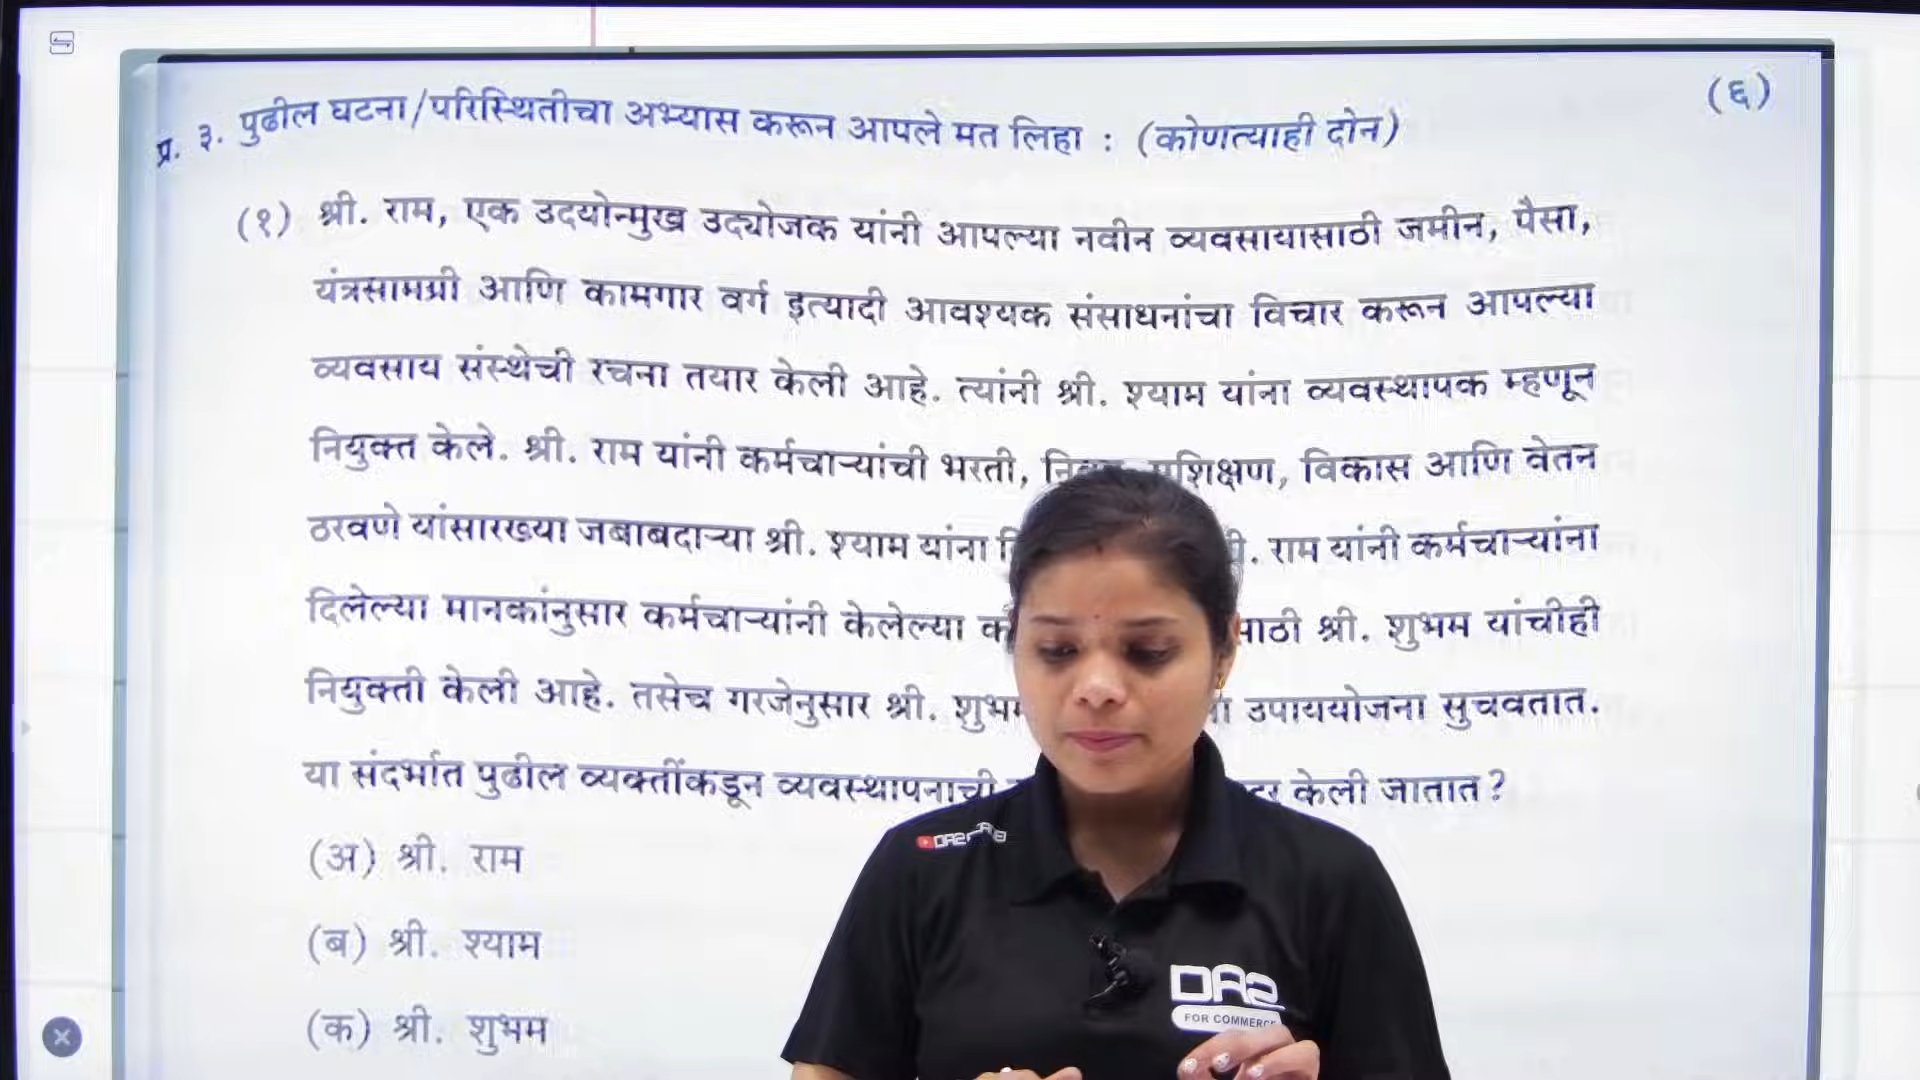 प्र. ३. पुढील घटना/परिस्थितीचा अभ्यास करून आपले मत लिहा : (कोणत्याही दोन)
(६)
(१) श्री. राम, एक उदयोन्मुख उद्योजक यांनी आपल्या नवीन व्यवसायासाठी जमीन, पैसा,
यंत्रसामग्री आणि कामगार वर्ग इत्यादी आवश्यक संसाधनांचा विचार करून आपल्या
व्यवसाय संस्थेची रचना तयार केली आहे. त्यांनी श्री. श्याम यांना व्यवस्थापक म्हणून
नियुक्त केले. श्री. राम यांनी कर्मचाऱ्यांची भरती, विकास आणि वेतन
ठरवणे यांसारख्या जबाबदाऱ्या श्री. श्याम यांना राम यांनी कर्मचाऱ्यांना
दिलेल्या मानकांनुसार कर्मचाऱ्यांनी केलेल्या श्री. शुभम यांचीही
नियुक्ती केली आहे. तसेच गरजेनुसार श्री. उपाययोजना सुचवतात.
या संदर्भात पुढील व्यक्तींकडून व्यवस्थापनाची केली जातात?
(अ) श्री. राम
(ब) श्री. श्याम
(क) श्री. शुभम
DA2
FOR COMMERCE